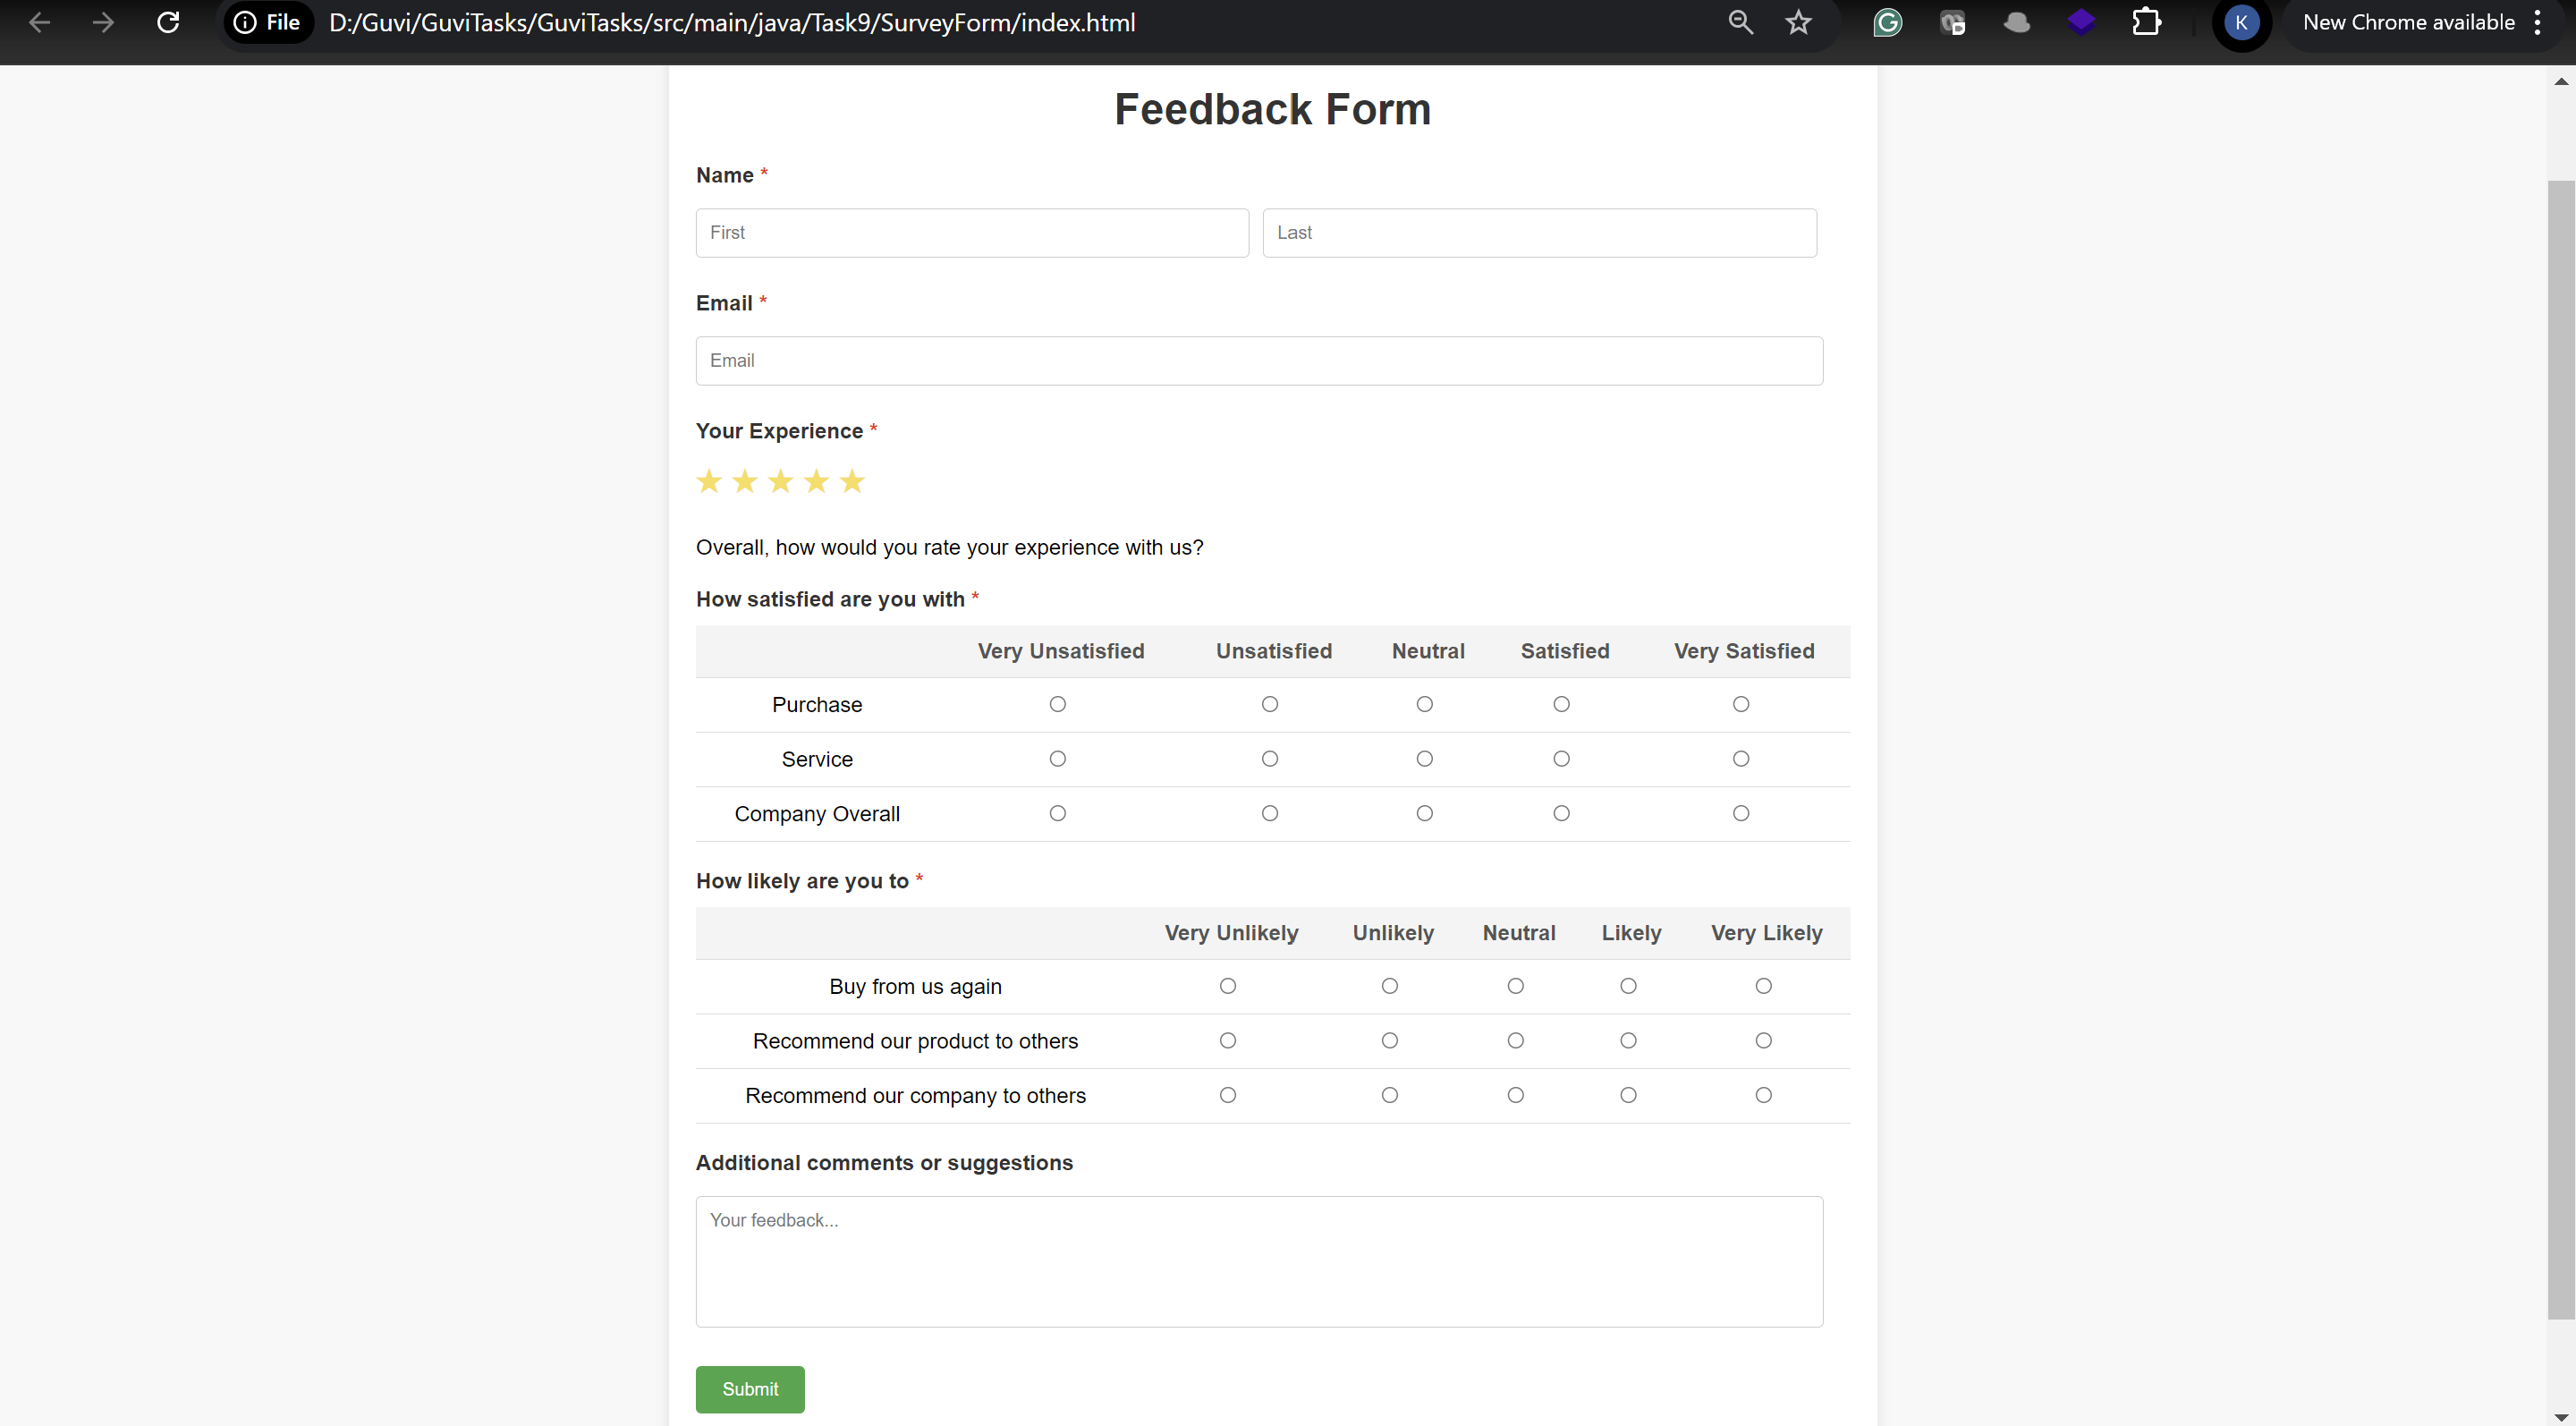 File D:/Guvi/GuviTasks/GuviTasks/src/main/java/Task9/SurveyForm/index.html K New Chrome available
Feedback Form
Name *
First Last
Email *
Email
Your Experience *
Overall, how would you rate your experience with us?
How satisfied are you with *
Very Unsatisfied Unsatisfied Neutral Satisfied Very Satisfied
Purchase
Service
Company Overall
How likely are you to *
Very Unlikely Unlikely Neutral Likely Very Likely
Buy from us again
Recommend our product to others
Recommend our company to others
Additional comments or suggestions
Your feedback...
Submit